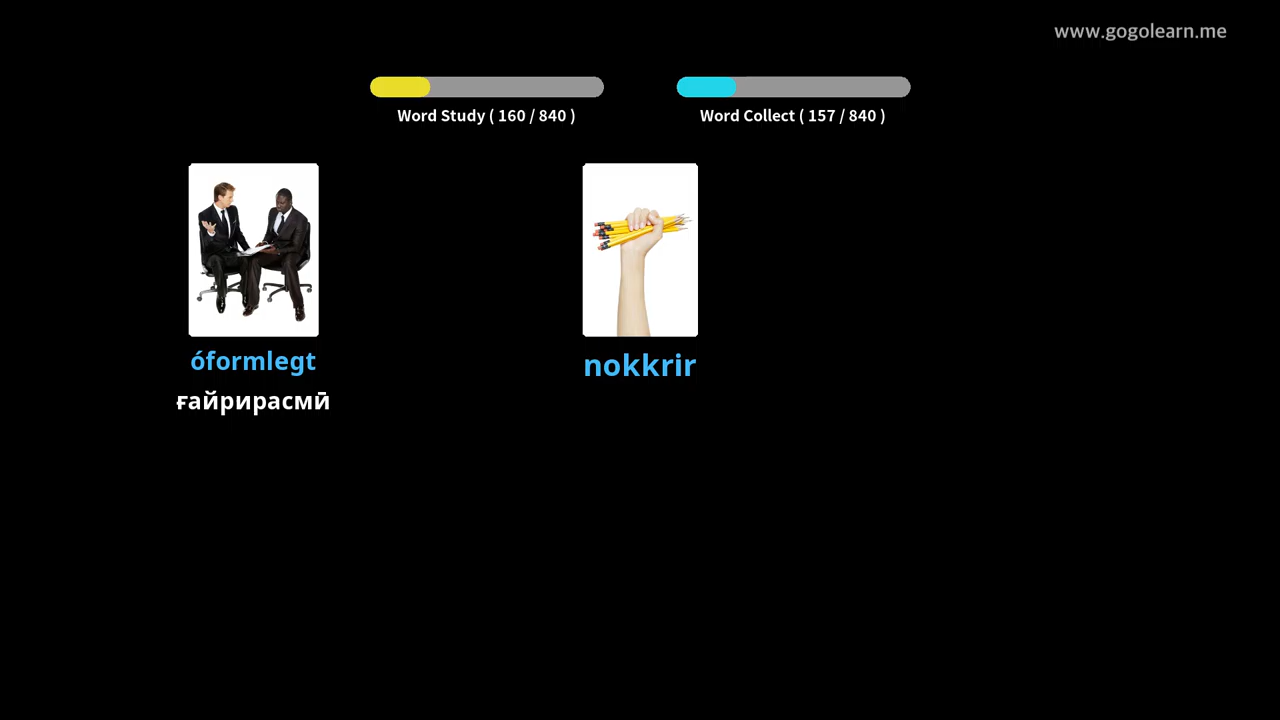 www.gogolearn.me
Word Study ( 160 / 840 )
Word Collect ( 157 / 840 )
óformlegt
ғайрирасмӣ
nokkrir